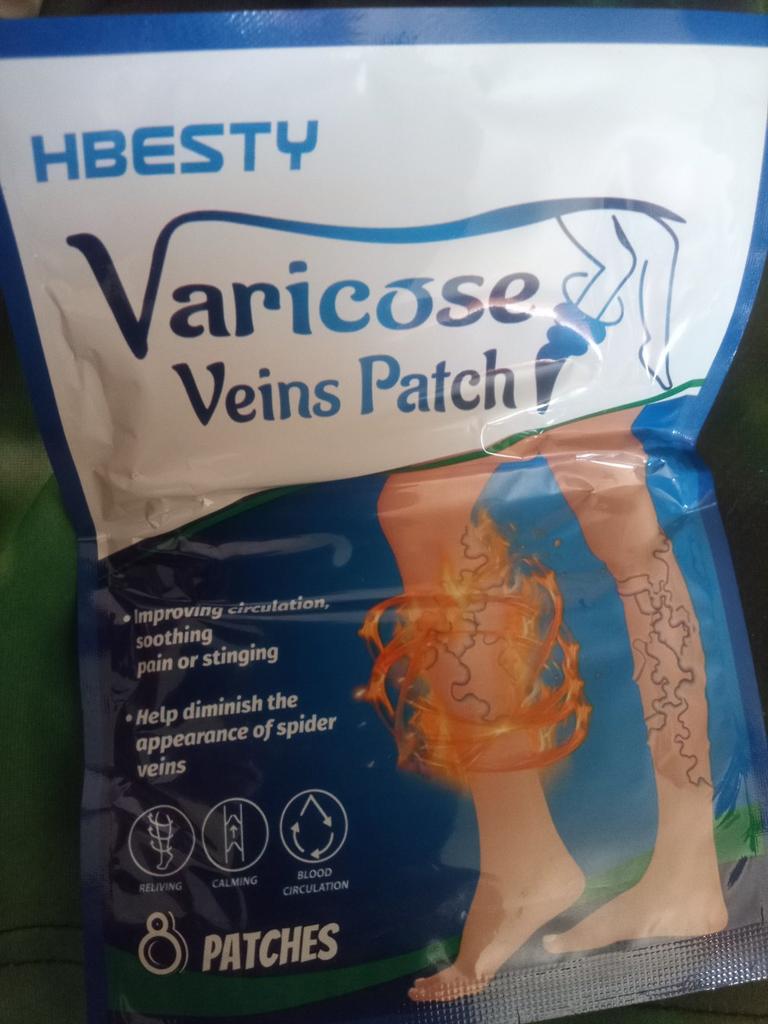 HBESTY
Varicose
Veins Patch
• Improving circulation,
soothing
pain or stinging
• Help diminish the
appearance of spider
veins
RELIVING
CALMING
BLOOD
CIRCULATION
8 PATCHES